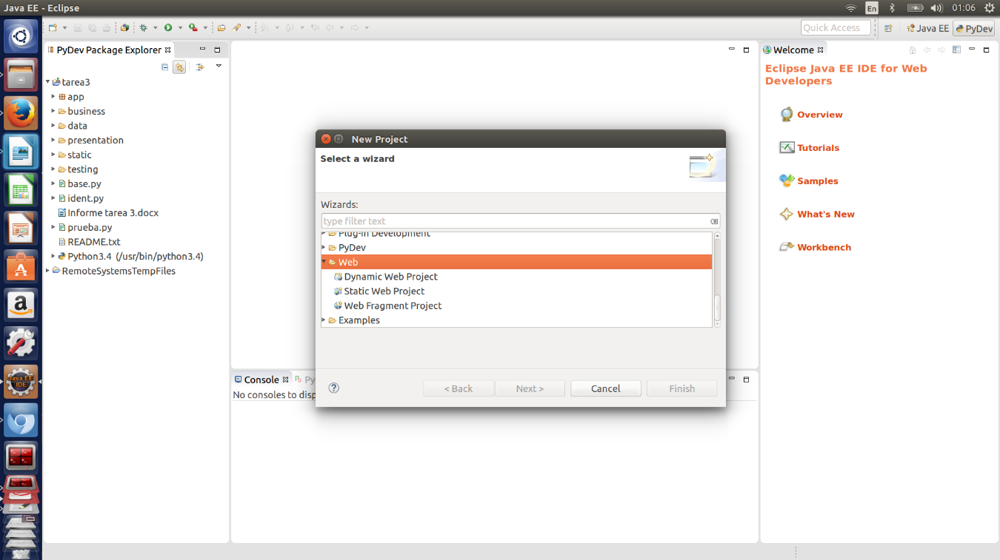 Java EE - Eclipse
En
01:06
Quick Access
Java EE
PyDev
PyDev Package Explorer
tarea3
app
business
data
presentation
static
testing
base.py
ident.py
Informe tarea 3.docx
prueba.py
README.txt
Python3.4 (/usr/bin/python3.4)
RemoteSystemsTempFiles
New Project
Select a wizard
Wizards:
type filter text
Plug-in Development
PyDev
Web
Dynamic Web Project
Static Web Project
Web Fragment Project
Examples
< Back
Next >
Cancel
Finish
Console
Py
No consoles to disp
Welcome
Eclipse Java EE IDE for Web
Developers
Overview
Tutorials
Samples
What's New
Workbench
Java EE
IDE